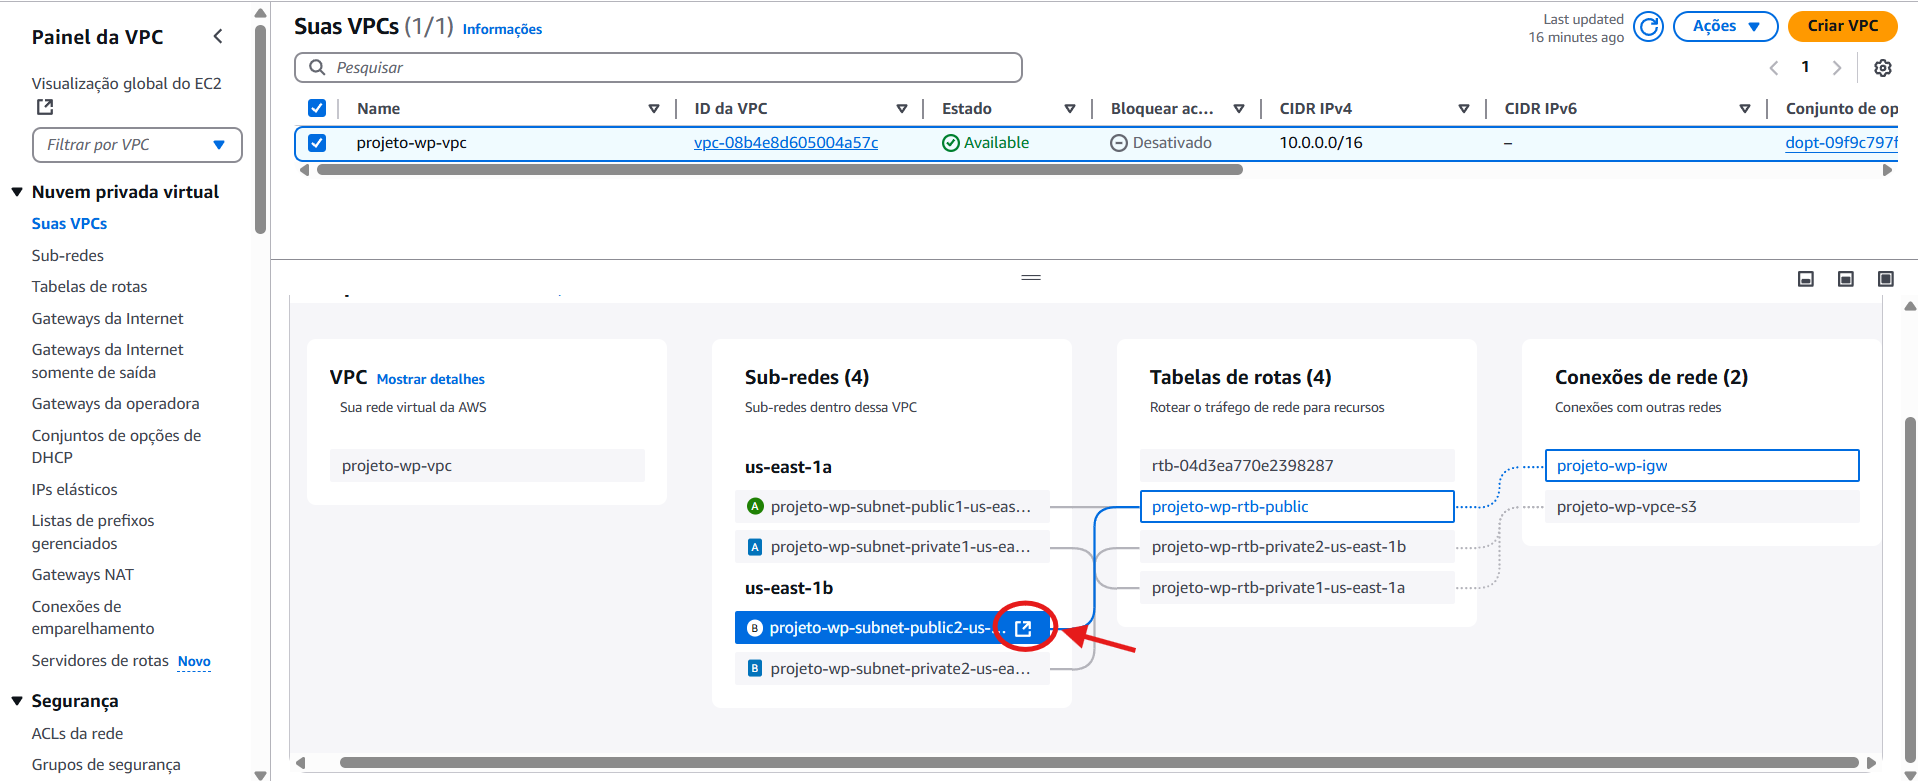 Painel da VPC
Visualização global do EC2
Filtrar por VPC
Nuvem privada virtual
Suas VPCs
Sub-redes
Tabelas de rotas
Gateways da Internet
Gateways da Internet
somente de saída
Gateways da operadora
Conjuntos de opções de
DHCP
IPs elásticos
Listas de prefixos
gerenciados
Gateways NAT
Conexões de
emparelhamento
Servidores de rotas Novo
Segurança
ACLs da rede
Grupos de segurança
Suas VPCs (1/1) Informações
Last updated
16 minutes ago
Ações
Criar VPC
Pesquisar
1
Name ID da VPC Estado Bloquear ac... CIDR IPv4 CIDR IPv6 Conjunto de op
projeto-wp-vpc vpc-08b4e8d605004a57c Available Desativado 10.0.0.0/16 – dopt-09f9c797f
VPC Mostrar detalhes
Sua rede virtual da AWS
projeto-wp-vpc
Sub-redes (4)
Sub-redes dentro dessa VPC
us-east-1a
A projeto-wp-subnet-public1-us-eas...
A projeto-wp-subnet-private1-us-ea...
us-east-1b
B projeto-wp-subnet-public2-us-...
B projeto-wp-subnet-private2-us-ea...
Tabelas de rotas (4)
Rotear o tráfego de rede para recursos
rtb-04d3ea770e2398287
projeto-wp-rtb-public
projeto-wp-rtb-private2-us-east-1b
projeto-wp-rtb-private1-us-east-1a
Conexões de rede (2)
Conexões com outras redes
projeto-wp-igw
projeto-wp-vpce-s3